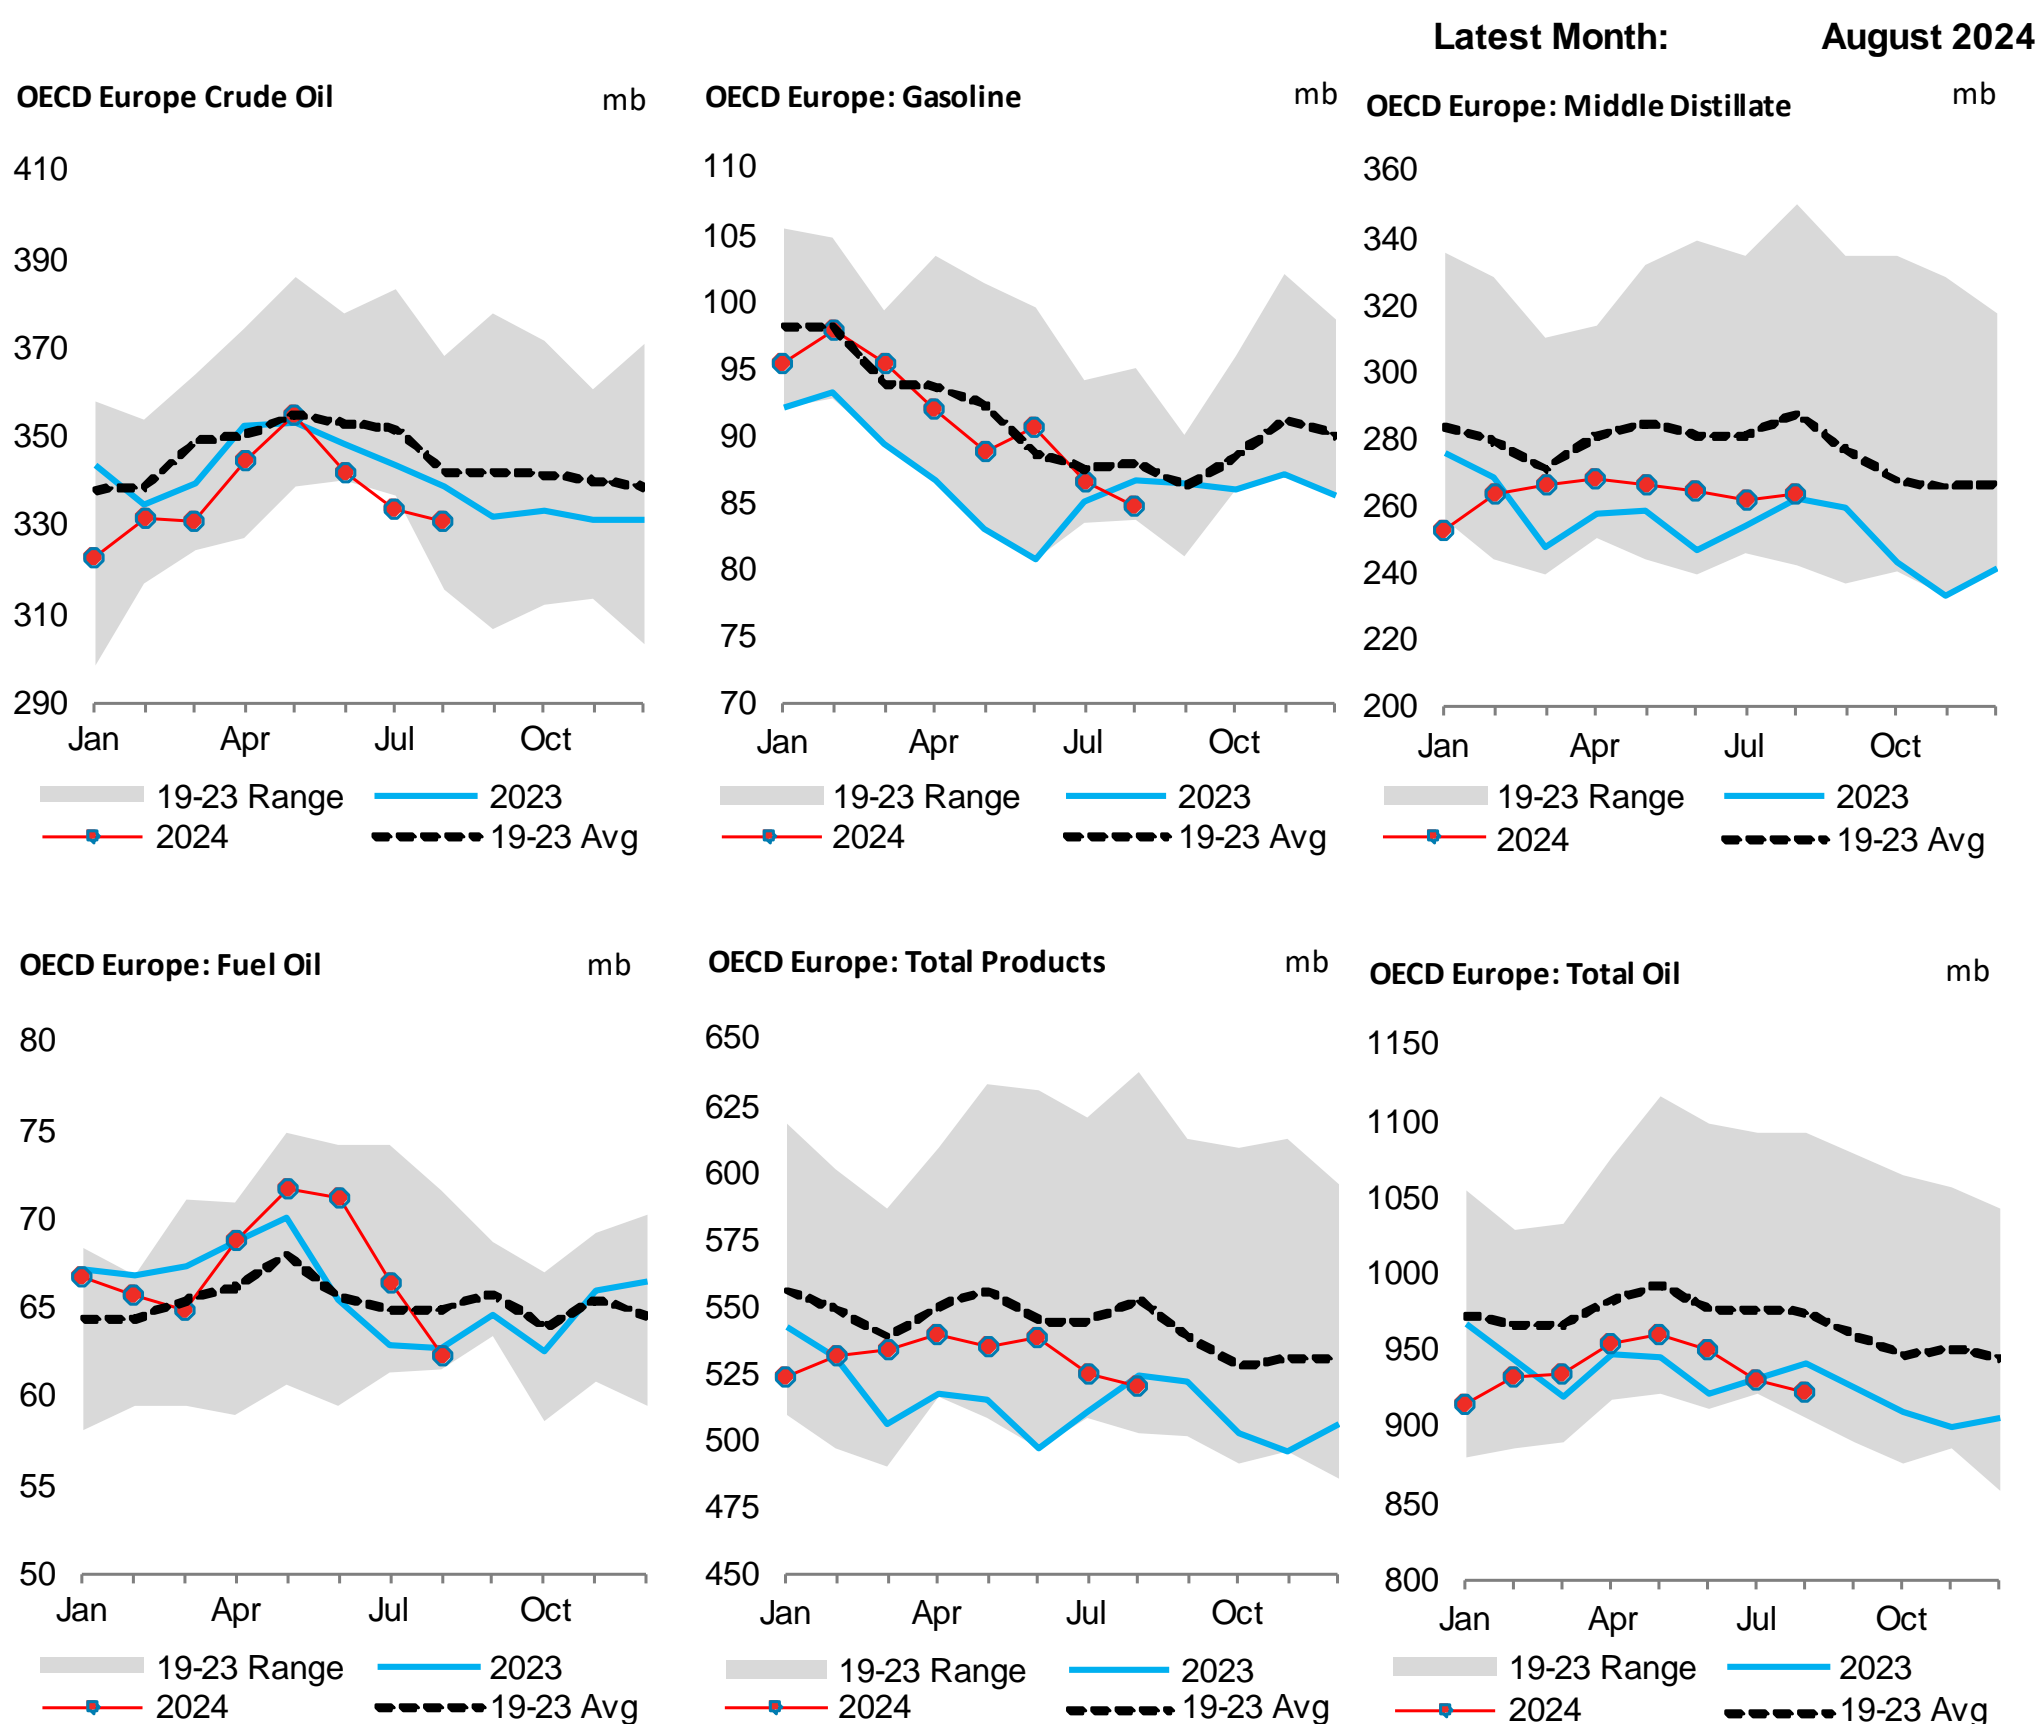 Latest Month: August 2024
OECD Europe Crude Oil mb
410
390
370
350
330
310
290
Jan Apr Jul Oct
19-23 Range 2023
2024 19-23 Avg
OECD Europe: Gasoline mb
110
105
100
95
90
85
80
75
70
Jan Apr Jul Oct
19-23 Range 2023
2024 19-23 Avg
OECD Europe: Middle Distillate mb
360
340
320
300
280
260
240
220
200
Jan Apr Jul Oct
19-23 Range 2023
2024 19-23 Avg
OECD Europe: Fuel Oil mb
80
75
70
65
60
55
50
Jan Apr Jul Oct
19-23 Range 2023
2024 19-23 Avg
OECD Europe: Total Products mb
650
625
600
575
550
525
500
475
450
Jan Apr Jul Oct
19-23 Range 2023
2024 19-23 Avg
OECD Europe: Total Oil mb
1150
1100
1050
1000
950
900
850
800
Jan Apr Jul Oct
19-23 Range 2023
2024 19-23 Avg